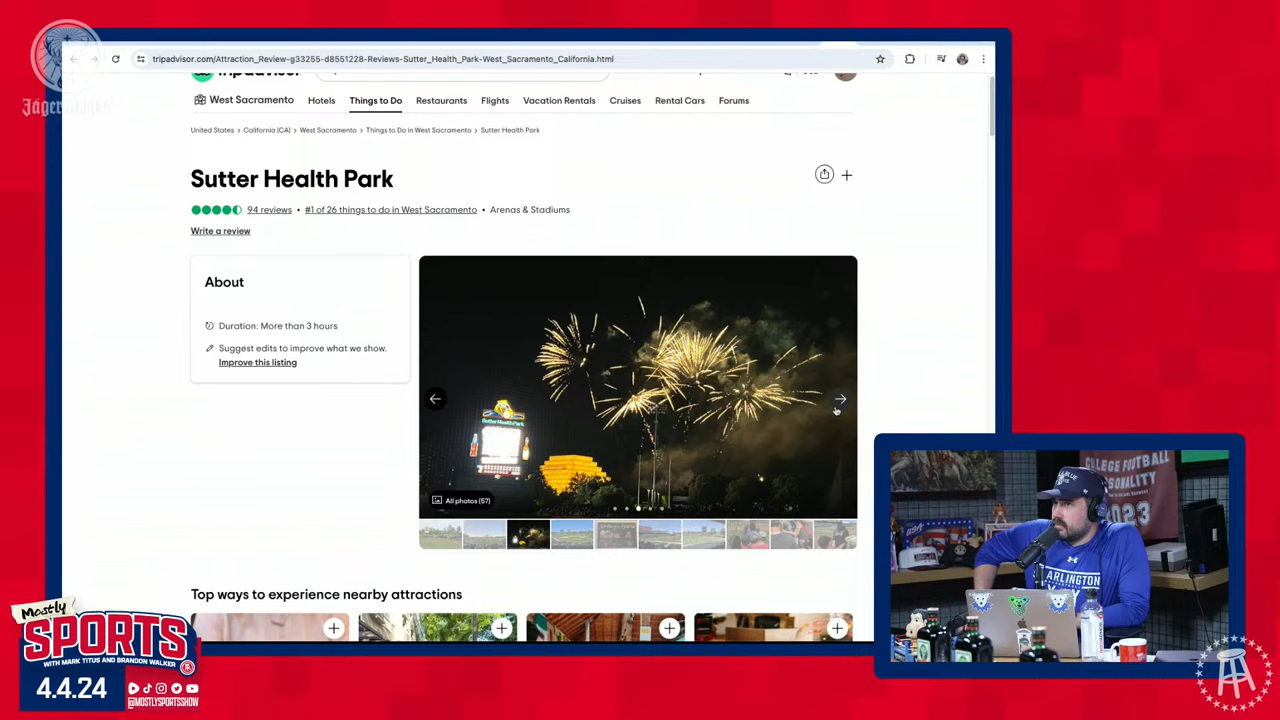 tripadvisor.com/Attraction_Review-g33255-d8551228-Reviews-Sutter_Health_Park-West_Sacramento_California.html
Tripadvisor
West Sacramento
Hotels
Things to Do
Restaurants
Flights
Vacation Rentals
Cruises
Rental Cars
Forums
United States > California (CA) > West Sacramento > Things to Do in West Sacramento > Sutter Health Park
Sutter Health Park
94 reviews • #1 of 26 things to do in West Sacramento • Arenas & Stadiums
Write a review
About
Duration: More than 3 hours
Suggest edits to improve what we show.
Improve this listing
Sutter Health Park
All photos (57)
Top ways to experience nearby attractions
COLLEGE FOOTBALL
PERSONALITY
2023
ARLINGTON
Mostly
SPORTS
WITH MARK TITUS AND BRANDON WALKER
4.4.24
@MOSTLYSPORTSSHOW